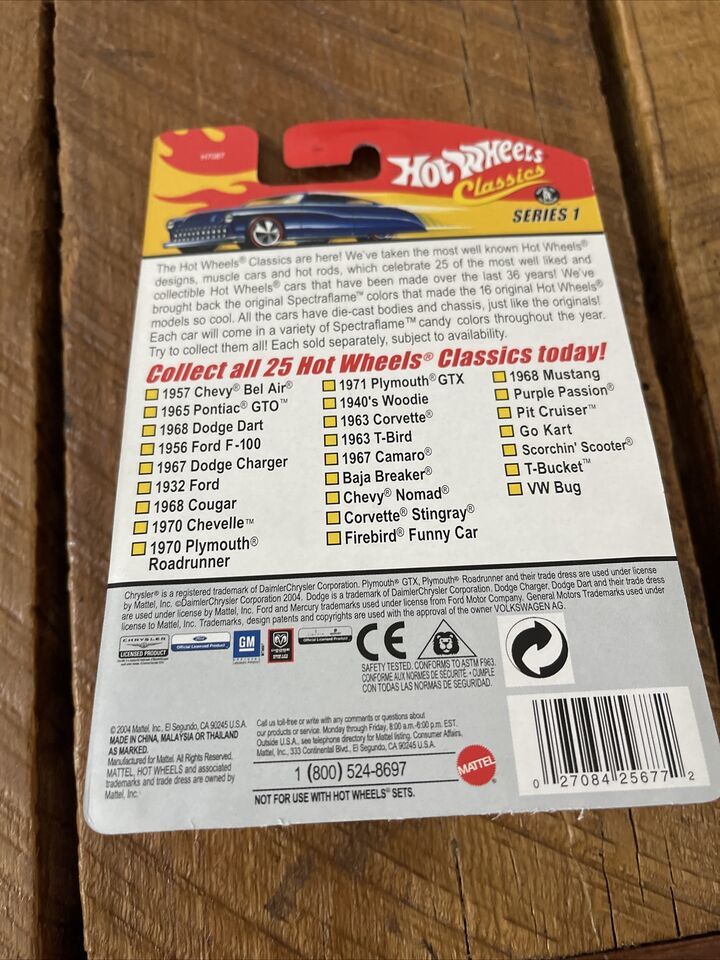 H7087
Hot Wheels®
Classics
SERIES 1
The Hot Wheels® Classics are here! We've taken the most well known Hot Wheels®
designs, muscle cars and hot rods, which celebrate 25 of the most well liked and
collectible Hot Wheels® cars that have been made over the last 36 years! We've
brought back the original Spectraflame™ colors that made the 16 original Hot Wheels®
models so cool. All the cars have die-cast bodies and chassis, just like the originals!
Each car will come in a variety of Spectraflame™ candy colors throughout the year.
Try to collect them all! Each sold separately, subject to availability.
Collect all 25 Hot Wheels® Classics today!
1957 Chevy® Bel Air®
1965 Pontiac® GTO™
1968 Dodge Dart
1956 Ford F-100
1967 Dodge Charger
1932 Ford
1968 Cougar
1970 Chevelle™
1970 Plymouth®
Roadrunner
1971 Plymouth® GTX
1940's Woodie
1963 Corvette®
1963 T-Bird
1967 Camaro®
Baja Breaker®
Chevy® Nomad®
Corvette® Stingray®
Firebird® Funny Car
1968 Mustang
Purple Passion®
Pit Cruiser™
Go Kart
Scorchin' Scooter®
T-Bucket™
VW Bug
Chrysler® is a registered trademark of DaimlerChrysler Corporation. Plymouth® GTX, Plymouth® Roadrunner and their trade dress are used under license
by Mattel, Inc. ©DaimlerChrysler Corporation 2004. Dodge is a trademark of DaimlerChrysler Corporation. Dodge Charger, Dodge Dart and their trade dress
are used under license by Mattel, Inc. Ford and Mercury trademarks used under license from Ford Motor Company. General Motors Trademarks used under
license to Mattel, Inc. Trademarks, design patents and copyrights are used with the approval of the owner VOLKSWAGEN AG.
CHRYSLER
LICENSED PRODUCT
Ford
Official Licensed Product
GM
DODGE
Official Licensed Product
CE
SAFETY TESTED. CONFORMS TO ASTM F963.
CONFORME AUX NORMES DE SÉCURITÉ. • CUMPLE
CON TODAS LAS NORMAS DE SEGURIDAD.
© 2004 Mattel, Inc., El Segundo, CA 90245 U.S.A.
MADE IN CHINA, MALAYSIA OR THAILAND
AS MARKED.
Manufactured for Mattel. All Rights Reserved.
MATTEL, HOT WHEELS and associated
trademarks and trade dress are owned by
Mattel, Inc.
Call us toll-free or write with any comments or questions about
our products or service. Monday through Friday, 8:00 a.m.-6:00 p.m. EST.
Outside U.S.A., see telephone directory for Mattel listing. Consumer Affairs,
Mattel, Inc., 333 Continental Blvd., El Segundo, CA 90245 U.S.A.
1 (800) 524-8697
NOT FOR USE WITH HOT WHEELS® SETS.
MATTEL
0 27084 25677 2